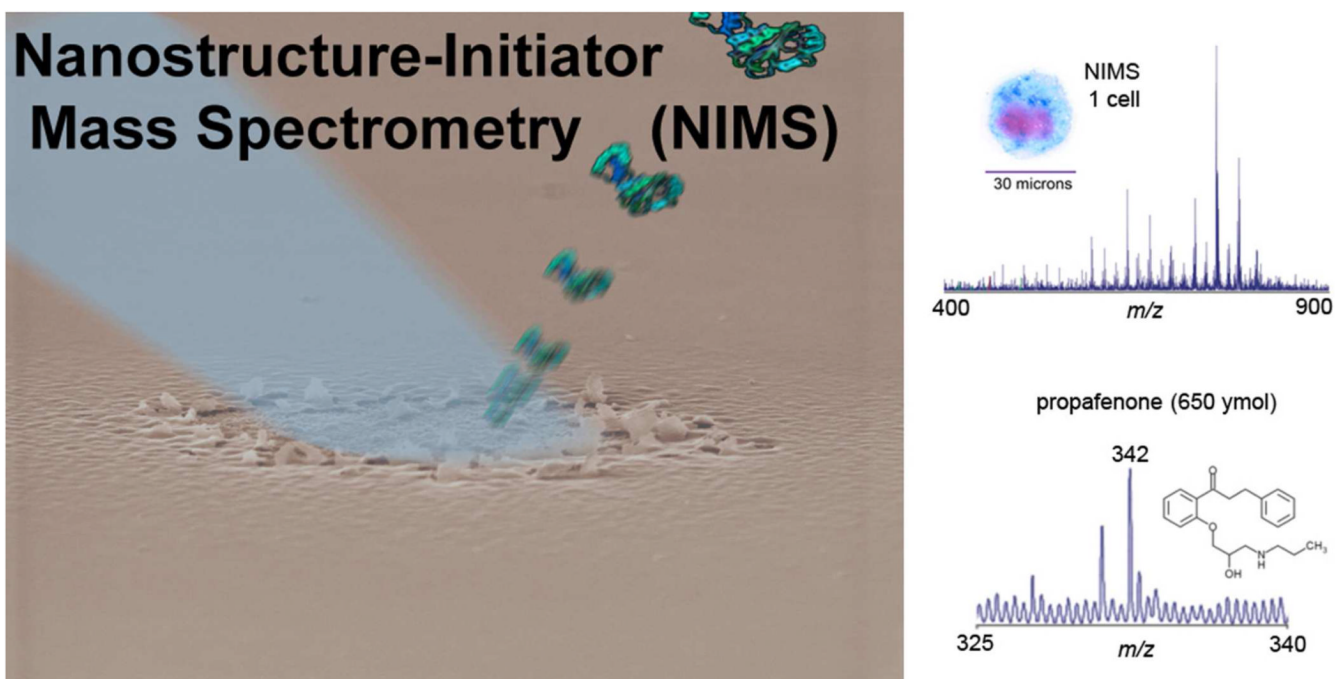 Nanostructure-Initiator
Mass Spectrometry (NIMS)
NIMS
1 cell
30 microns
400
900
m/z
propafenone (650 ymol)
342
O
O
OH
N
H
CH3
325
340
m/z